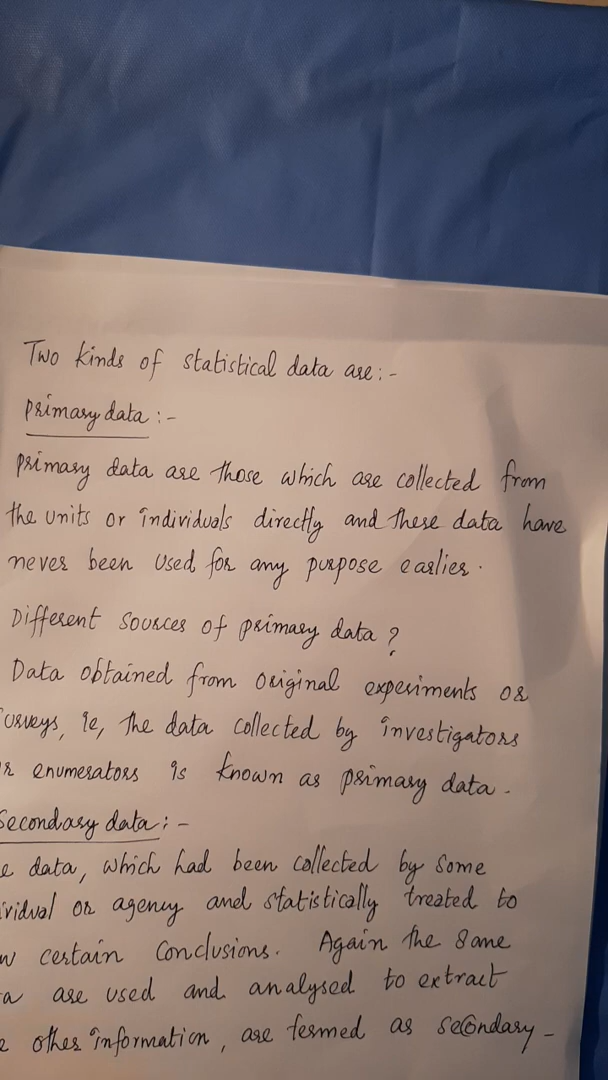 Two kinds of statistical data are:-
primary data :-
primary data are those which are collected from
the units or individuals directly and these data have
never been used for any purpose earlier.
Different sources of primary data ?
Data obtained from original experiments or
urveys, ie, the data collected by investigators
r enumerators is known as primary data.
Secondary data: -
e data, which had been collected by some
ividual or agency and statistically treated to
w certain conclusions. Again the same
a are used and analysed to extract
e other information, are termed as secondary-